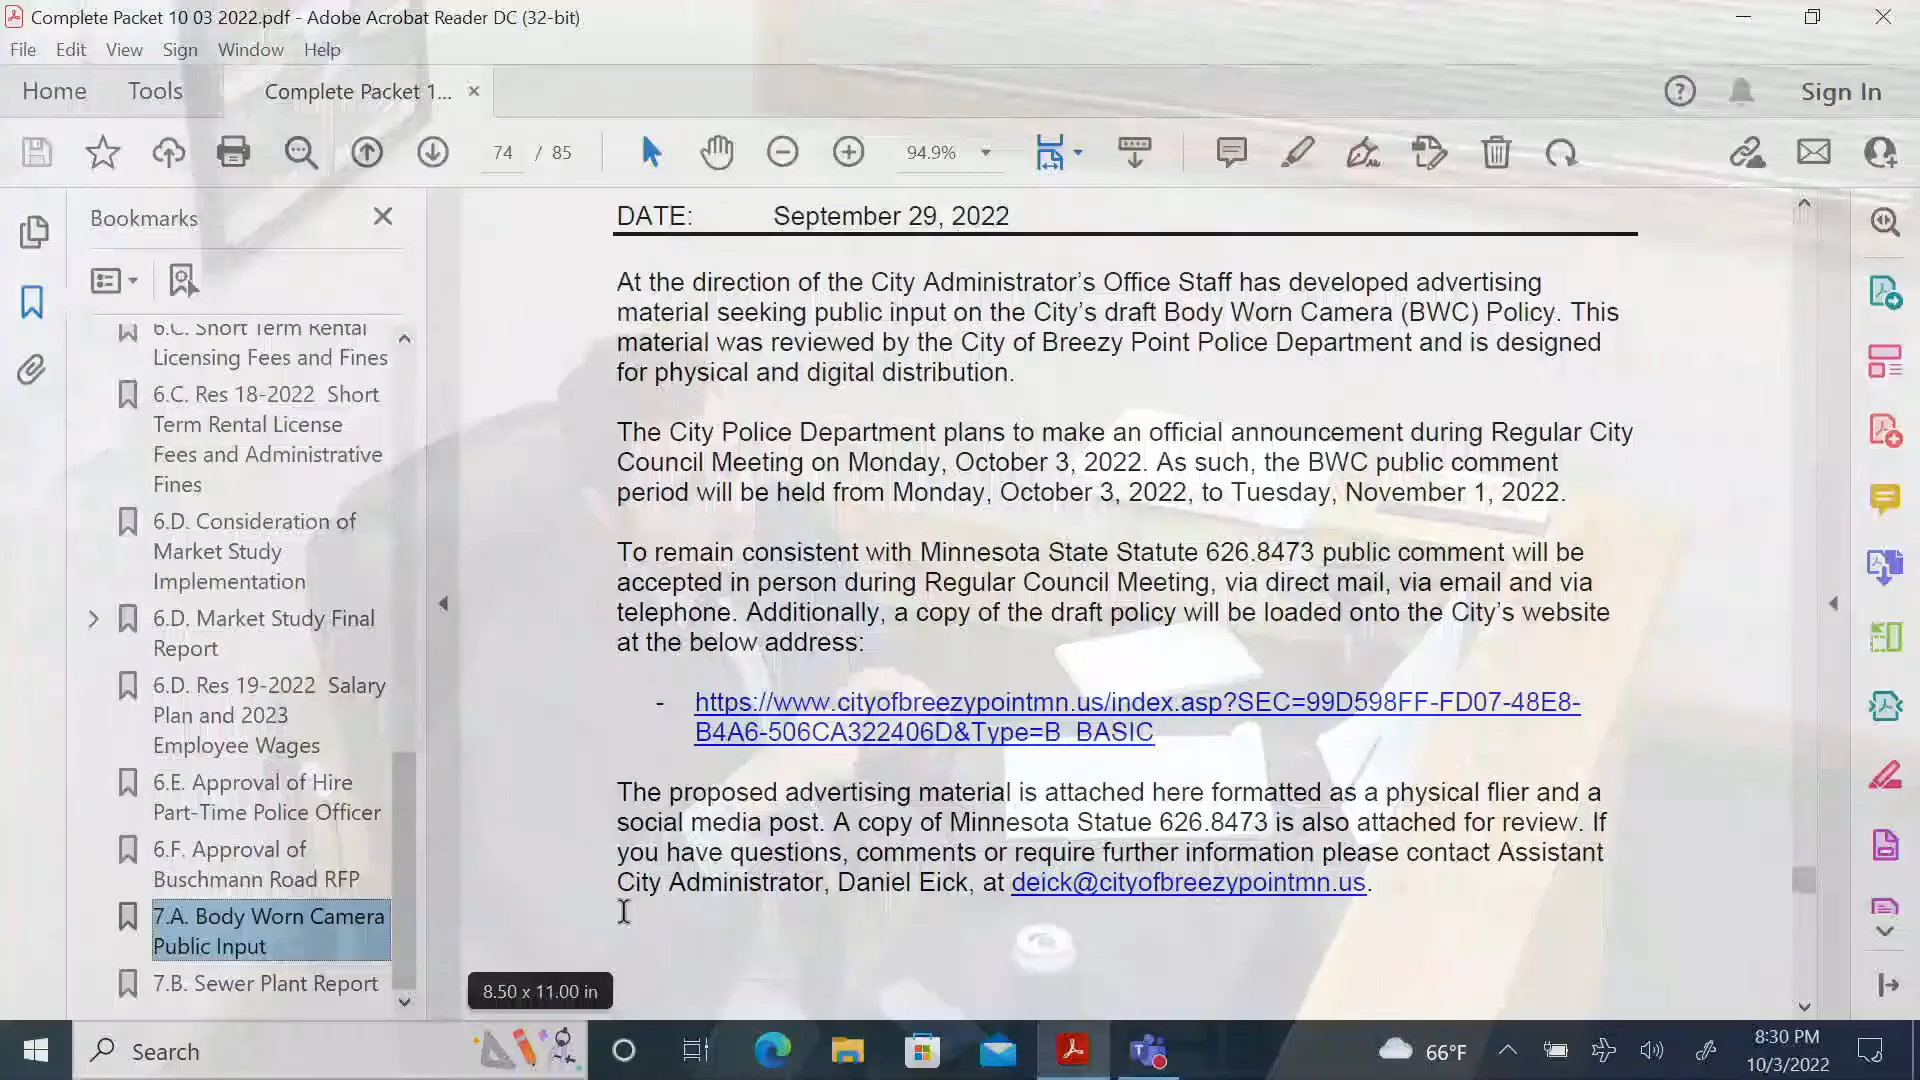 Complete Packet 10 03 2022.pdf - Adobe Acrobat Reader DC (32-bit)
File Edit View Sign Window Help
Home Tools Complete Packet 1... Sign In
74 / 85 94.9%
Bookmarks
6.C. Short Term Rental
Licensing Fees and Fines
6.C. Res 18-2022 Short
Term Rental License
Fees and Administrative
Fines
6.D. Consideration of
Market Study
Implementation
6.D. Market Study Final
Report
6.D. Res 19-2022 Salary
Plan and 2023
Employee Wages
6.E. Approval of Hire
Part-Time Police Officer
6.F. Approval of
Buschmann Road RFP
7.A. Body Worn Camera
Public Input
7.B. Sewer Plant Report
DATE: September 29, 2022
At the direction of the City Administrator's Office Staff has developed advertising
material seeking public input on the City's draft Body Worn Camera (BWC) Policy. This
material was reviewed by the City of Breezy Point Police Department and is designed
for physical and digital distribution.
The City Police Department plans to make an official announcement during Regular City
Council Meeting on Monday, October 3, 2022. As such, the BWC public comment
period will be held from Monday, October 3, 2022, to Tuesday, November 1, 2022.
To remain consistent with Minnesota State Statute 626.8473 public comment will be
accepted in person during Regular Council Meeting, via direct mail, via email and via
telephone. Additionally, a copy of the draft policy will be loaded onto the City's website
at the below address:
- https://www.cityofbreezypointmn.us/index.asp?SEC=99D598FF-FD07-48E8-
B4A6-506CA322406D&Type=B_BASIC
The proposed advertising material is attached here formatted as a physical flier and a
social media post. A copy of Minnesota Statue 626.8473 is also attached for review. If
you have questions, comments or require further information please contact Assistant
City Administrator, Daniel Eick, at deick@cityofbreezypointmn.us.
8.50 x 11.00 in
Search
66°F
8:30 PM
10/3/2022